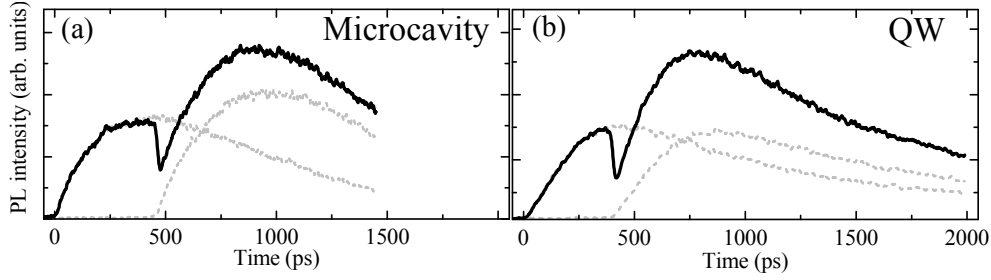 (a) Microcavity
(b) QW
PL intensity (arb. units)
0 500 1000 1500
0 500 1000 1500 2000
Time (ps)
Time (ps)